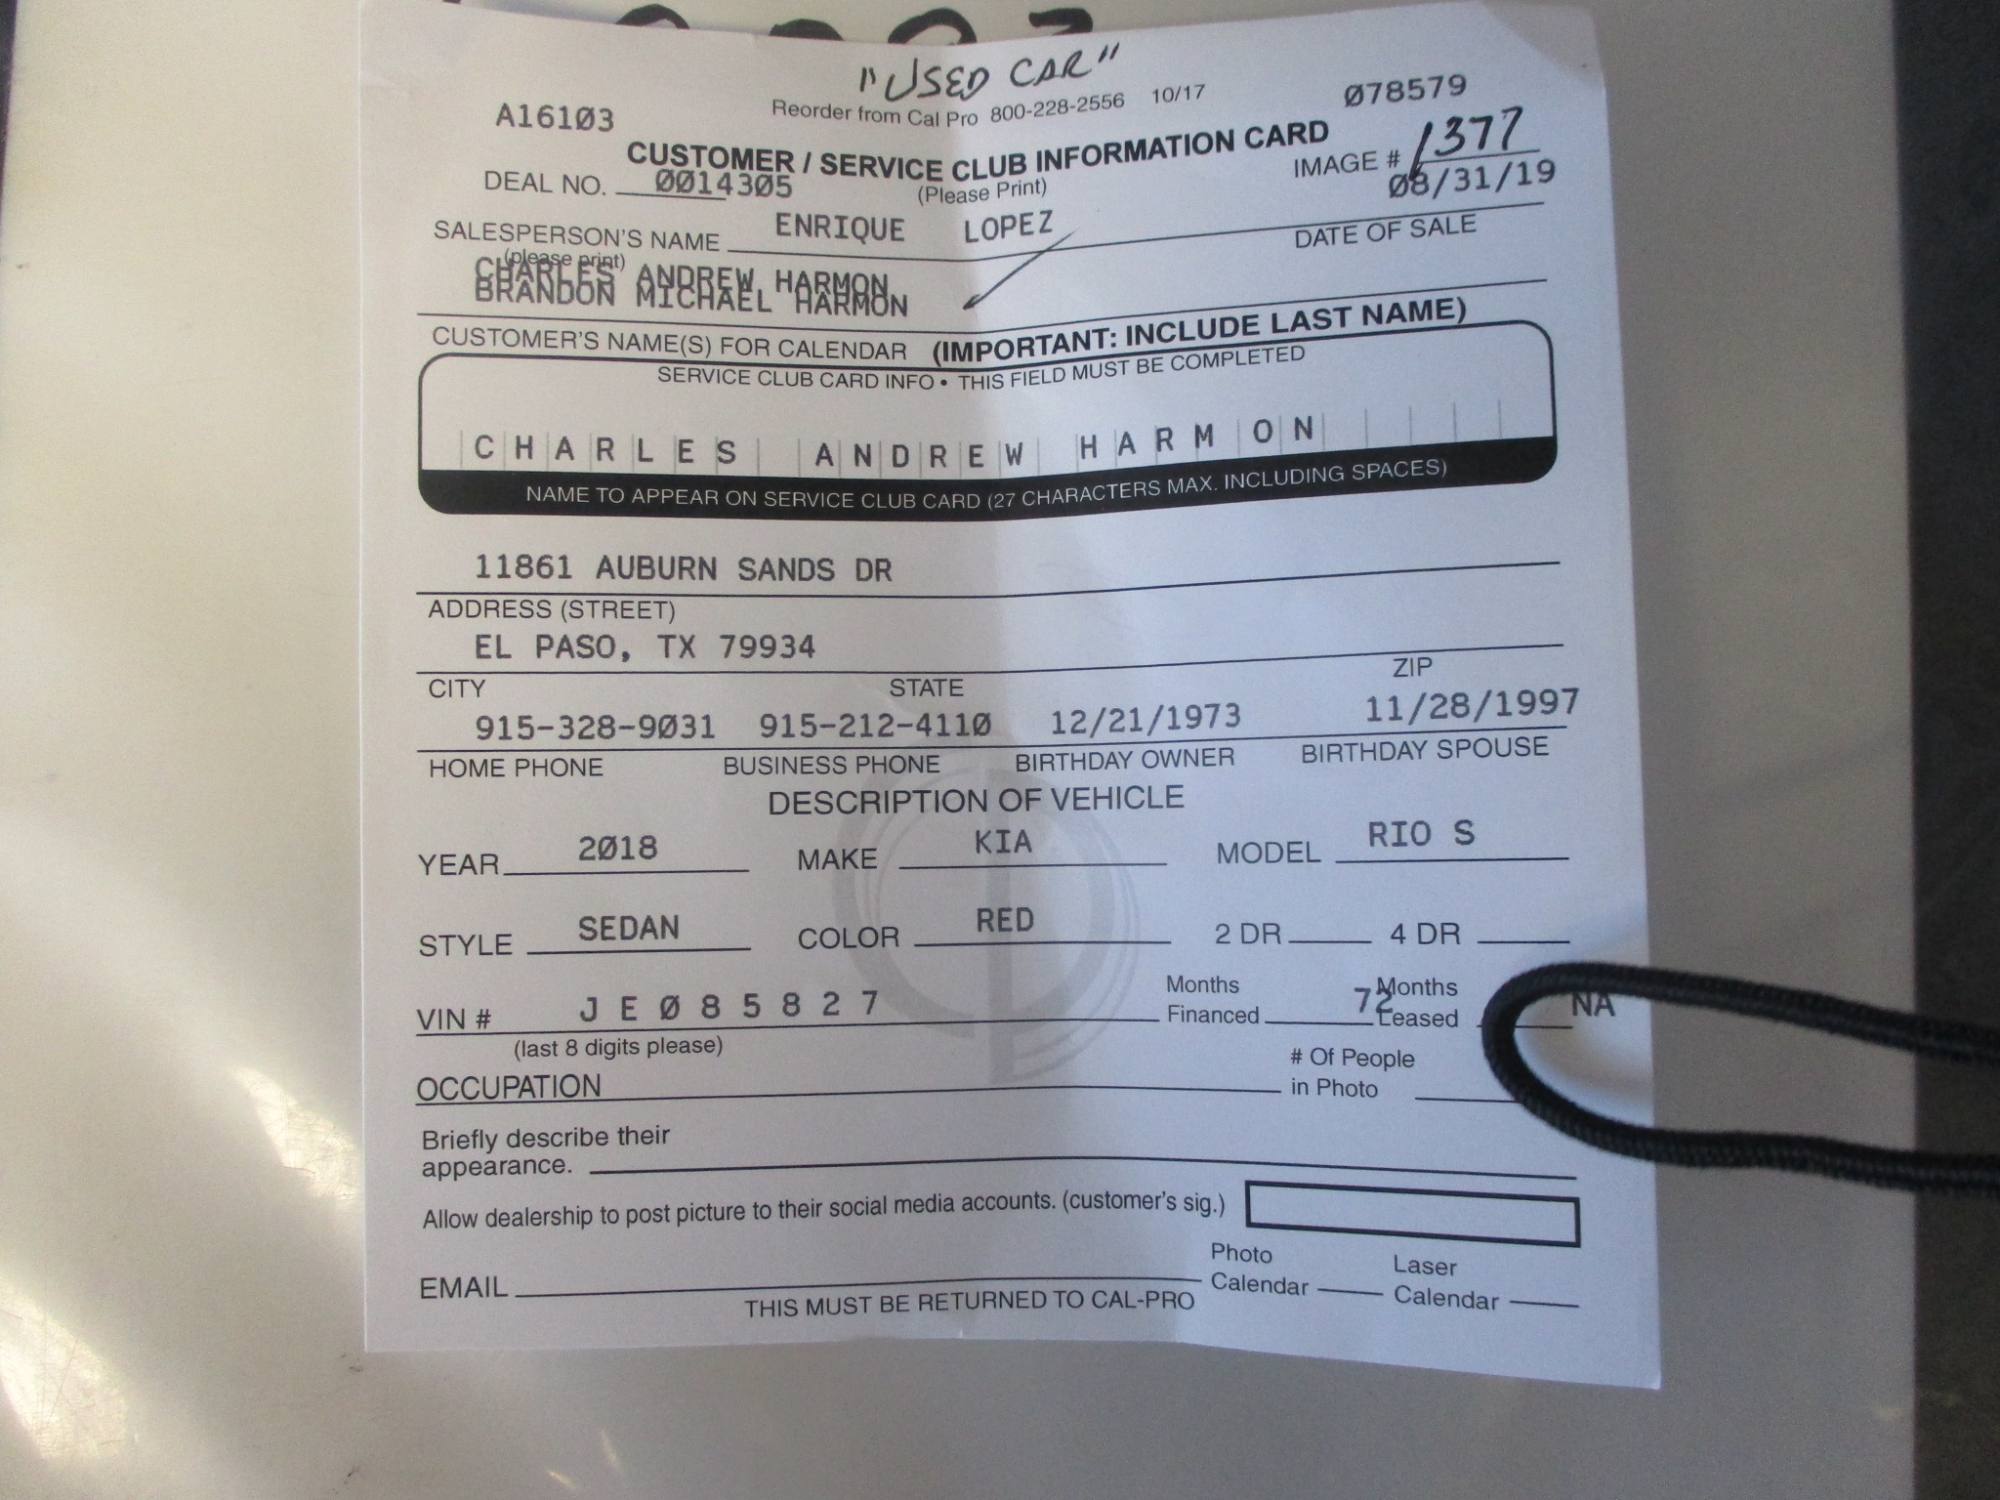 "USED CAR"
Reorder from Cal Pro 800-228-2556 10/17
A16103 078579
CUSTOMER / SERVICE CLUB INFORMATION CARD
IMAGE # 1377
DEAL NO. 0014305 (Please Print) 08/31/19
SALESPERSON'S NAME ENRIQUE LOPEZ DATE OF SALE
(please print)
CHARLES ANDREW HARMON
BRANDON MICHAEL HARMON
CUSTOMER'S NAME(S) FOR CALENDAR (IMPORTANT: INCLUDE LAST NAME)
SERVICE CLUB CARD INFO • THIS FIELD MUST BE COMPLETED
CHARLES ANDREW HARMON
NAME TO APPEAR ON SERVICE CLUB CARD (27 CHARACTERS MAX. INCLUDING SPACES)
11861 AUBURN SANDS DR
ADDRESS (STREET)
EL PASO, TX 79934
CITY STATE ZIP
915-328-9031 915-212-4110 12/21/1973 11/28/1997
HOME PHONE BUSINESS PHONE BIRTHDAY OWNER BIRTHDAY SPOUSE
DESCRIPTION OF VEHICLE
YEAR 2018 MAKE KIA MODEL RIO S
STYLE SEDAN COLOR RED 2 DR 4 DR
VIN # JE085827 Months Financed 72 Months Leased NA
(last 8 digits please)
OCCUPATION # Of People in Photo
Briefly describe their
appearance.
Allow dealership to post picture to their social media accounts. (customer's sig.)
EMAIL Photo Calendar Laser Calendar
THIS MUST BE RETURNED TO CAL-PRO